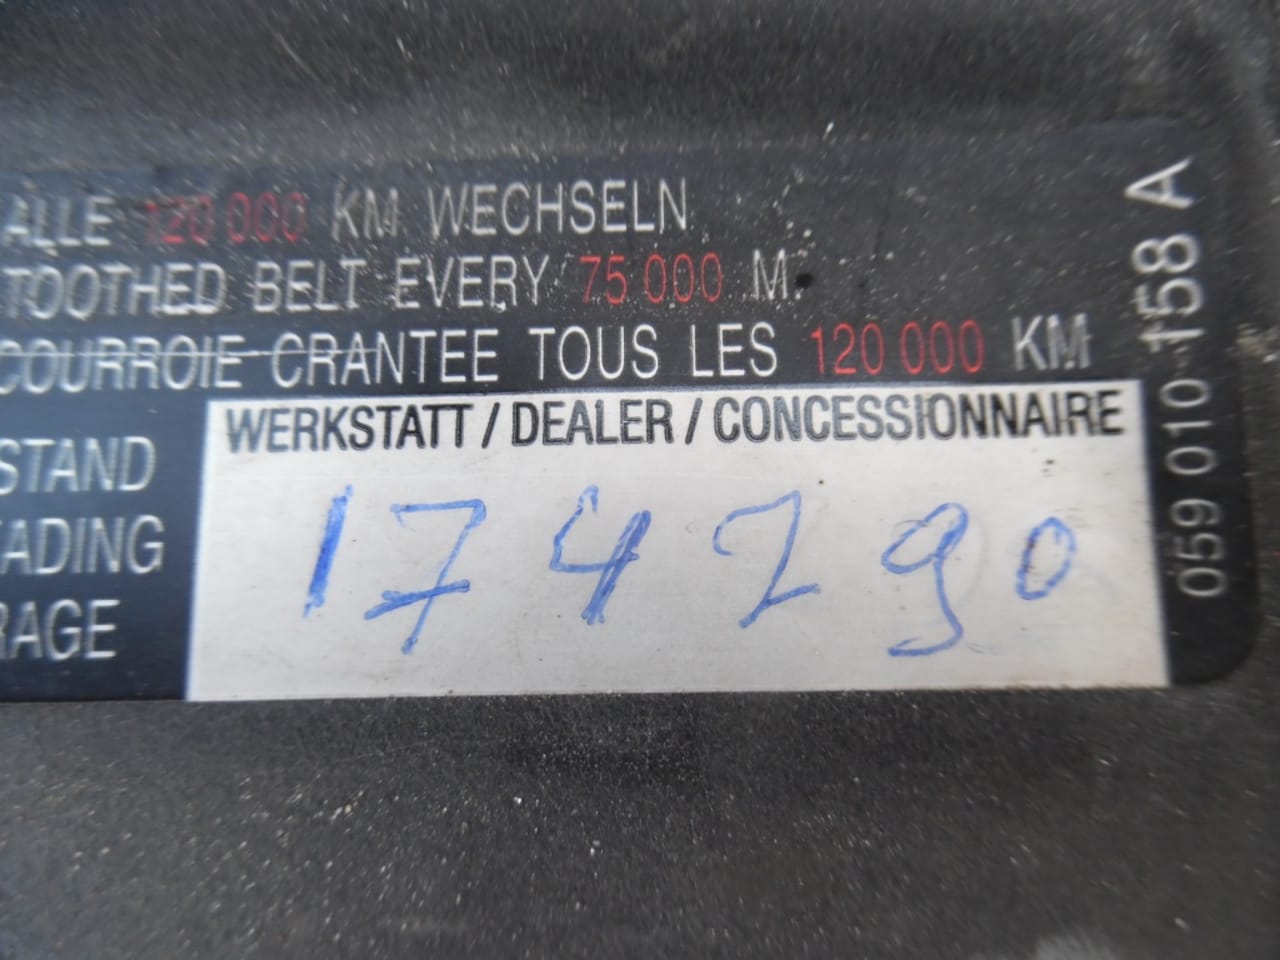 ALLE 120 000 KM WECHSELN
TOOTHED BELT EVERY 75 000 M.
COURROIE CRANTEE TOUS LES 120 000 KM
WERKSTATT / DEALER / CONCESSIONNAIRE
STAND
EADING
RAGE
174290
059 010 158 A